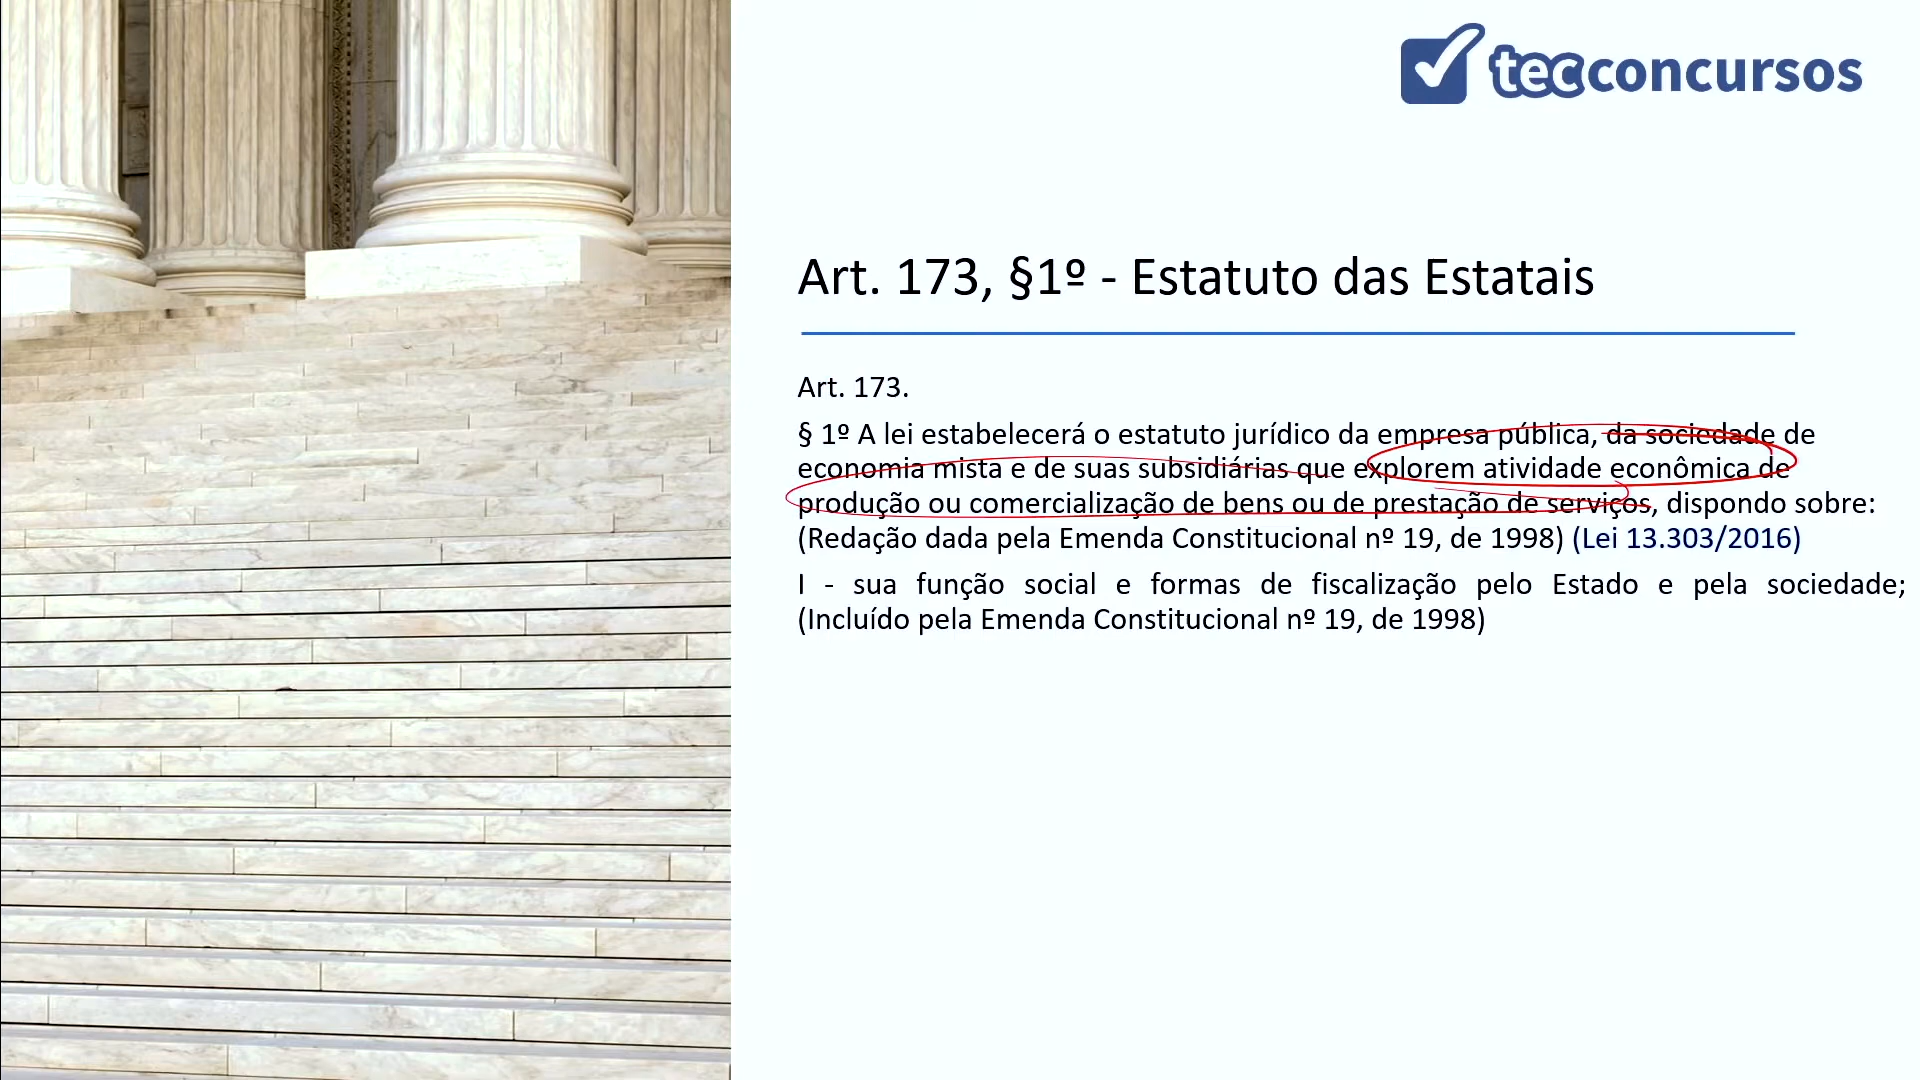 tecconcursos
Art. 173, §1º - Estatuto das Estatais
Art. 173.
§ 1º A lei estabelecerá o estatuto jurídico da empresa pública, da sociedade de
economia mista e de suas subsidiárias que explorem atividade econômica de
produção ou comercialização de bens ou de prestação de serviços, dispondo sobre:
(Redação dada pela Emenda Constitucional nº 19, de 1998) (Lei 13.303/2016)
I - sua função social e formas de fiscalização pelo Estado e pela sociedade;
(Incluído pela Emenda Constitucional nº 19, de 1998)